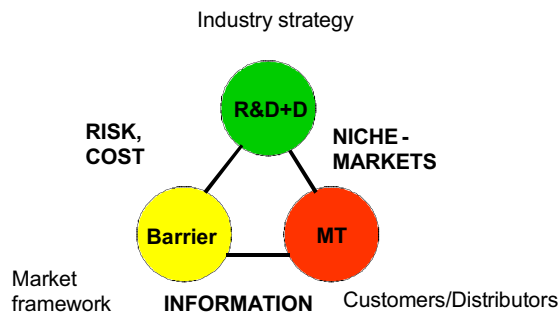 Industry strategy
R&D+D
RISK,
COST
NICHE -
MARKETS
Barrier
MT
Market
framework
INFORMATION
Customers/Distributors